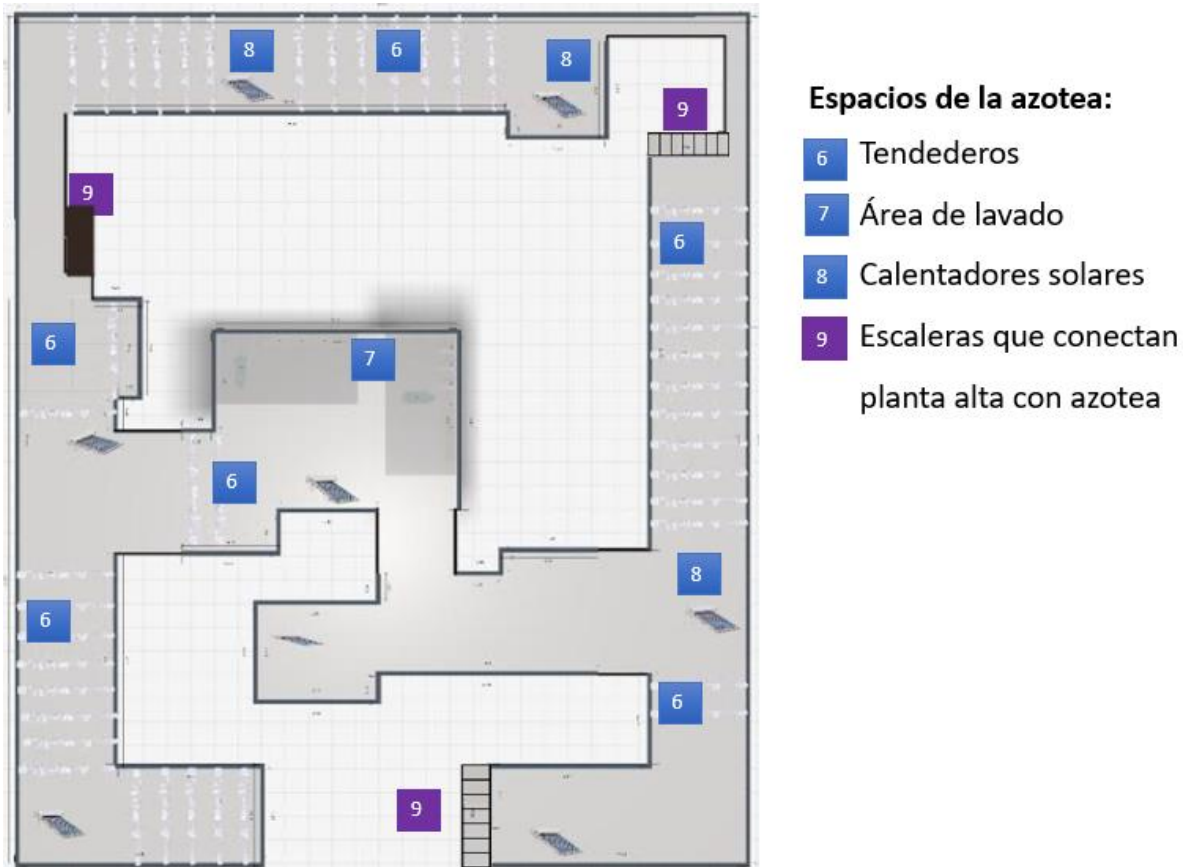 8
6
8
9
9
6
6
7
6
8
6
6
9
Espacios de la azotea:
6 Tendederos
7 Área de lavado
8 Calentadores solares
9 Escaleras que conectan
planta alta con azotea